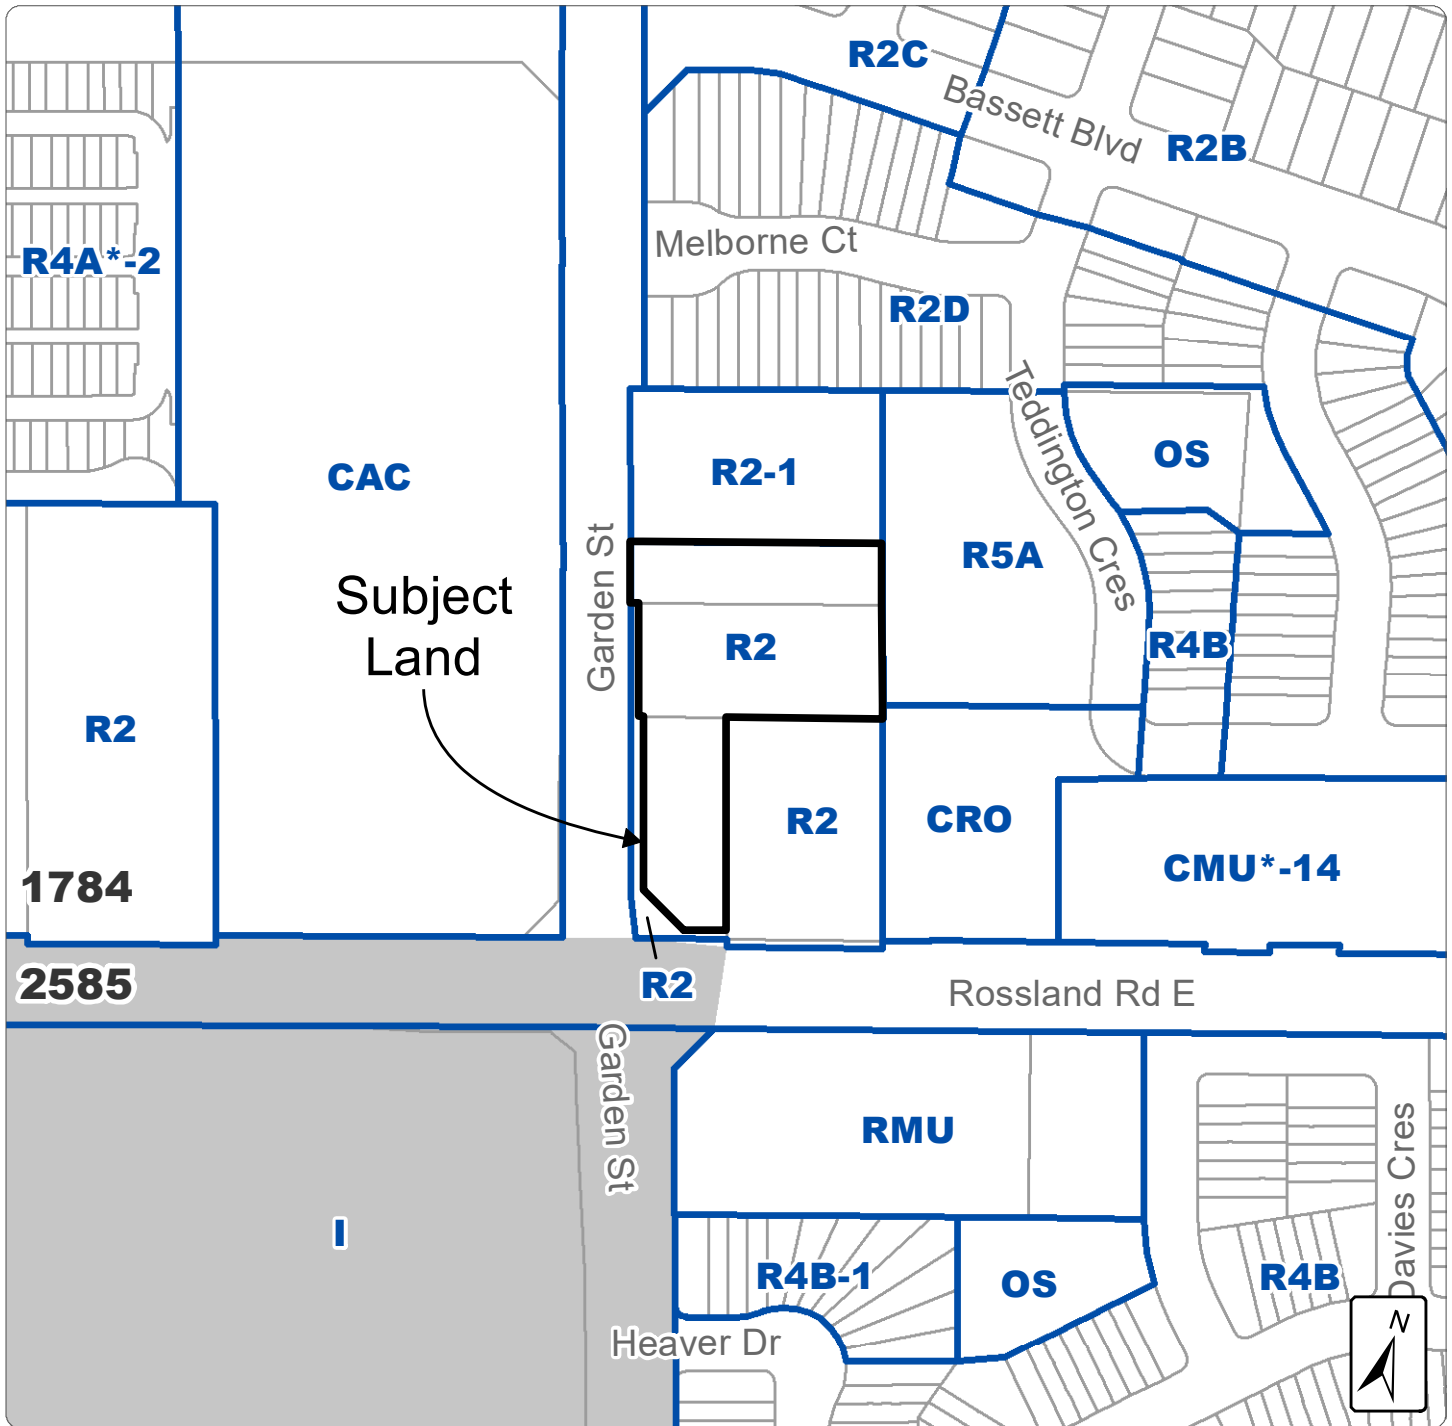 R2C
Bassett Blvd
R2B
Melborne Ct
R4A*-2
R2D
Teddington Cres
OS
CAC
R2-1
Garden St
R5A
Subject
Land
R2
R4B
R2
R2
CRO
CMU*-14
1784
2585
R2
Rossland Rd E
Garden St
RMU
Davies Cres
I
R4B-1
OS
R4B
Heaver Dr
N